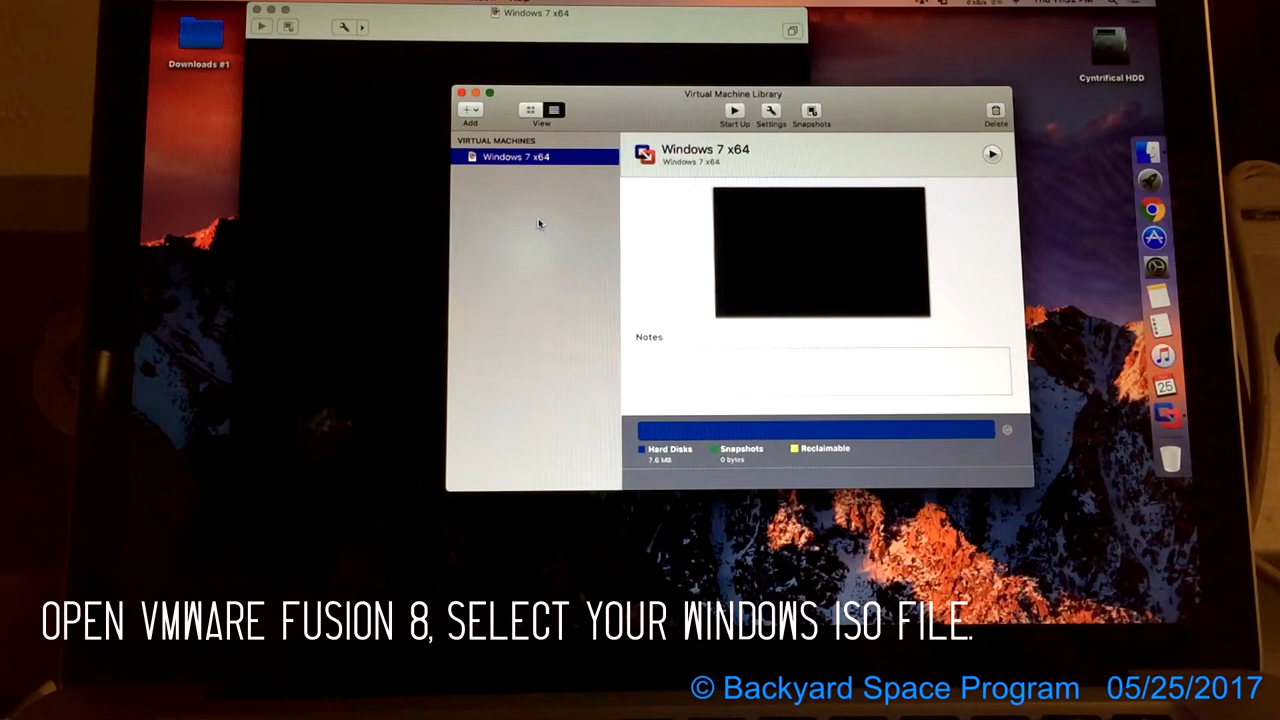 Windows 7 x64
Downloads #1
Cyntrifical HDD
Virtual Machine Library
Add
View
Start Up
Settings
Snapshots
Delete
VIRTUAL MACHINES
Windows 7 x64
Windows 7 x64
Windows 7 x64
Notes
Hard Disks
7.6 MB
Snapshots
0 bytes
Reclaimable
25
OPEN VMWARE FUSION 8, SELECT YOUR WINDOWS ISO FILE.
© Backyard Space Program 05/25/2017